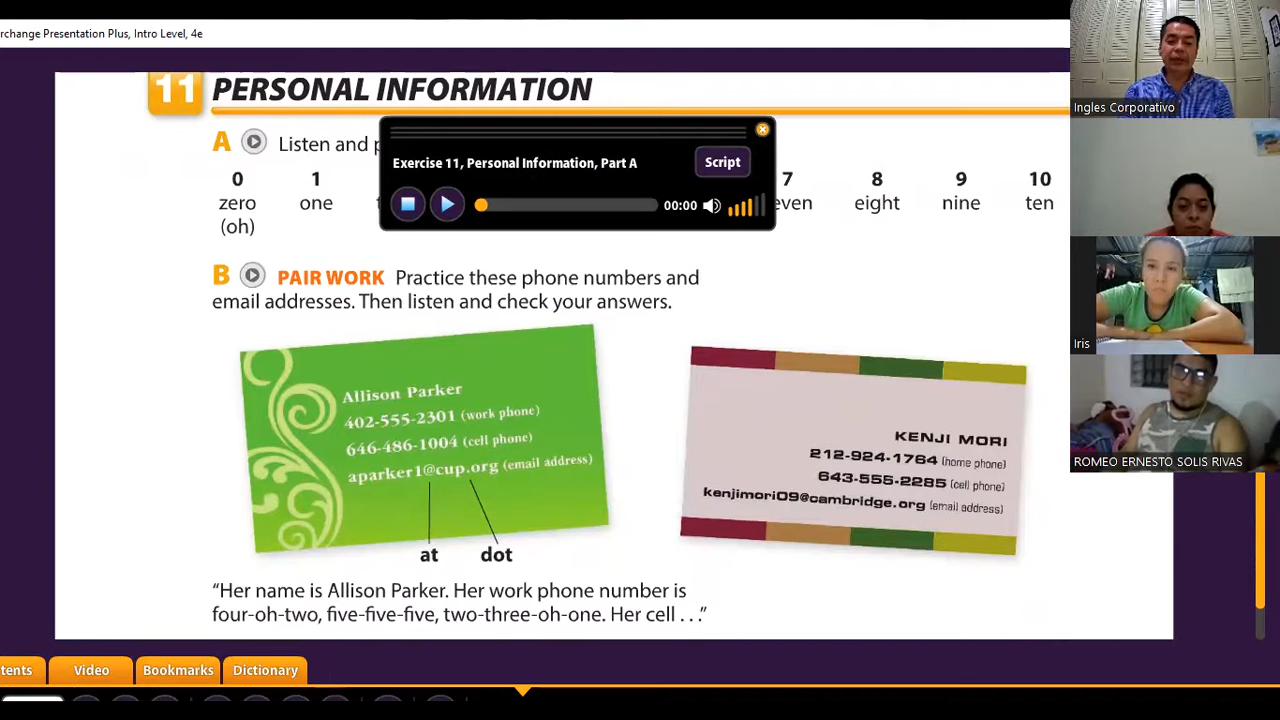 rchange Presentation Plus, Intro Level, 4e
11 PERSONAL INFORMATION
A Listen and p
Exercise 11, Personal Information, Part A
Script
00:00
0 1 7 8 9 10
zero one even eight nine ten
(oh)
B PAIR WORK Practice these phone numbers and
email addresses. Then listen and check your answers.
Allison Parker
402-555-2301 (work phone)
646-486-1004 (cell phone)
aparker1@cup.org (email address)
at dot
KENJI MORI
212-924-1764 (home phone)
643-555-2285 (cell phone)
kenjimori09@cambridge.org (email address)
“Her name is Allison Parker. Her work phone number is
four-oh-two, five-five-five, two-three-oh-one. Her cell . . .”
tents Video Bookmarks Dictionary
Ingles Corporativo
Iris
ROMEO ERNESTO SOLIS RIVAS